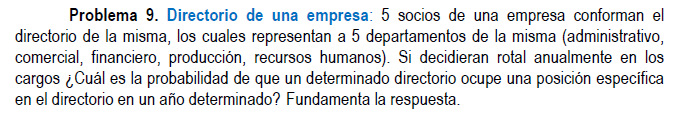 Problema 9. Directorio de una empresa: 5 socios de una empresa conforman el
directorio de la misma, los cuales representan a 5 departamentos de la misma (administrativo,
comercial, financiero, producción, recursos humanos). Si decidieran rotal anualmente en los
cargos ¿Cuál es la probabilidad de que un determinado directorio ocupe una posición específica
en el directorio en un año determinado? Fundamenta la respuesta.